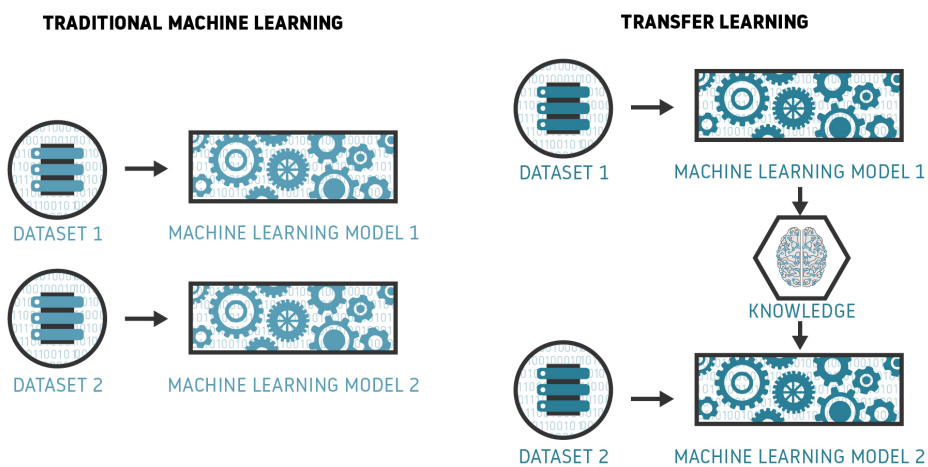 TRADITIONAL MACHINE LEARNING
DATASET 1
MACHINE LEARNING MODEL 1
DATASET 2
MACHINE LEARNING MODEL 2
TRANSFER LEARNING
DATASET 1
MACHINE LEARNING MODEL 1
KNOWLEDGE
DATASET 2
MACHINE LEARNING MODEL 2